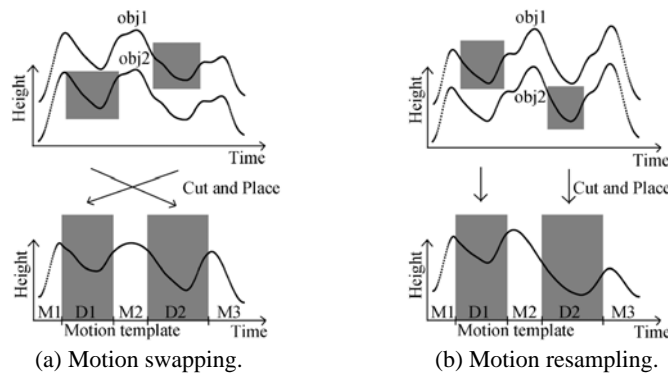 obj1
obj2
Height
Time
Cut and Place
Height
M1 D1 M2 D2 M3
Motion template
Time
(a) Motion swapping.
obj1
obj2
Height
Time
Cut and Place
Height
M1 D1 M2 D2 M3
Motion template
Time
(b) Motion resampling.